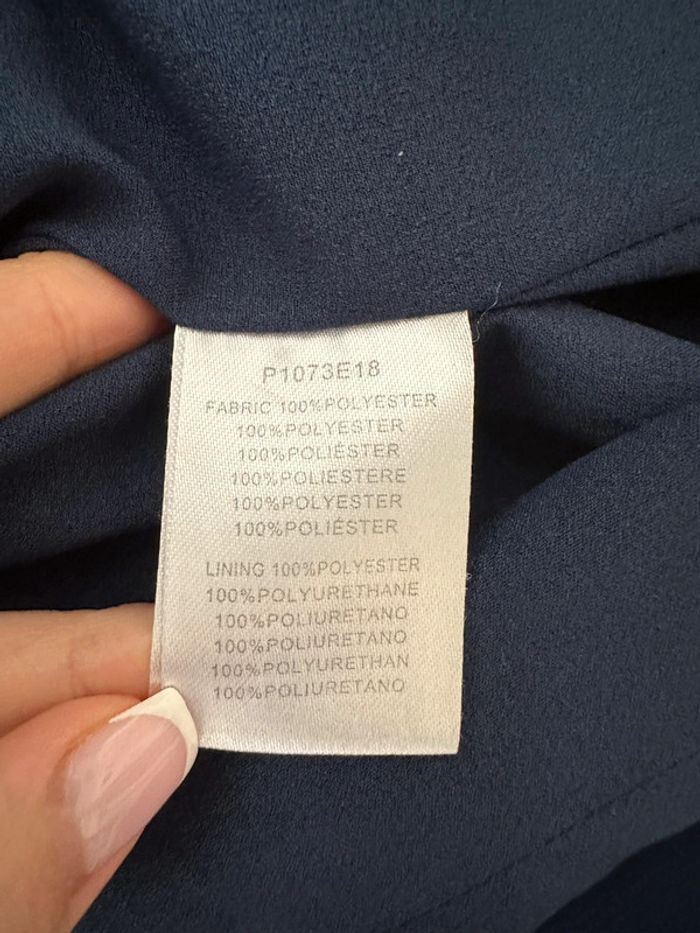 P1073E18
FABRIC 100%POLYESTER
100%POLYESTER
100%POLIÉSTER
100%POLIESTERE
100%POLYESTER
100%POLIÉSTER
LINING 100%POLYESTER
100%POLYURETHANE
100%POLIURETANO
100%POLIURETANO
100%POLYURETHAN
100%POLIURETANO